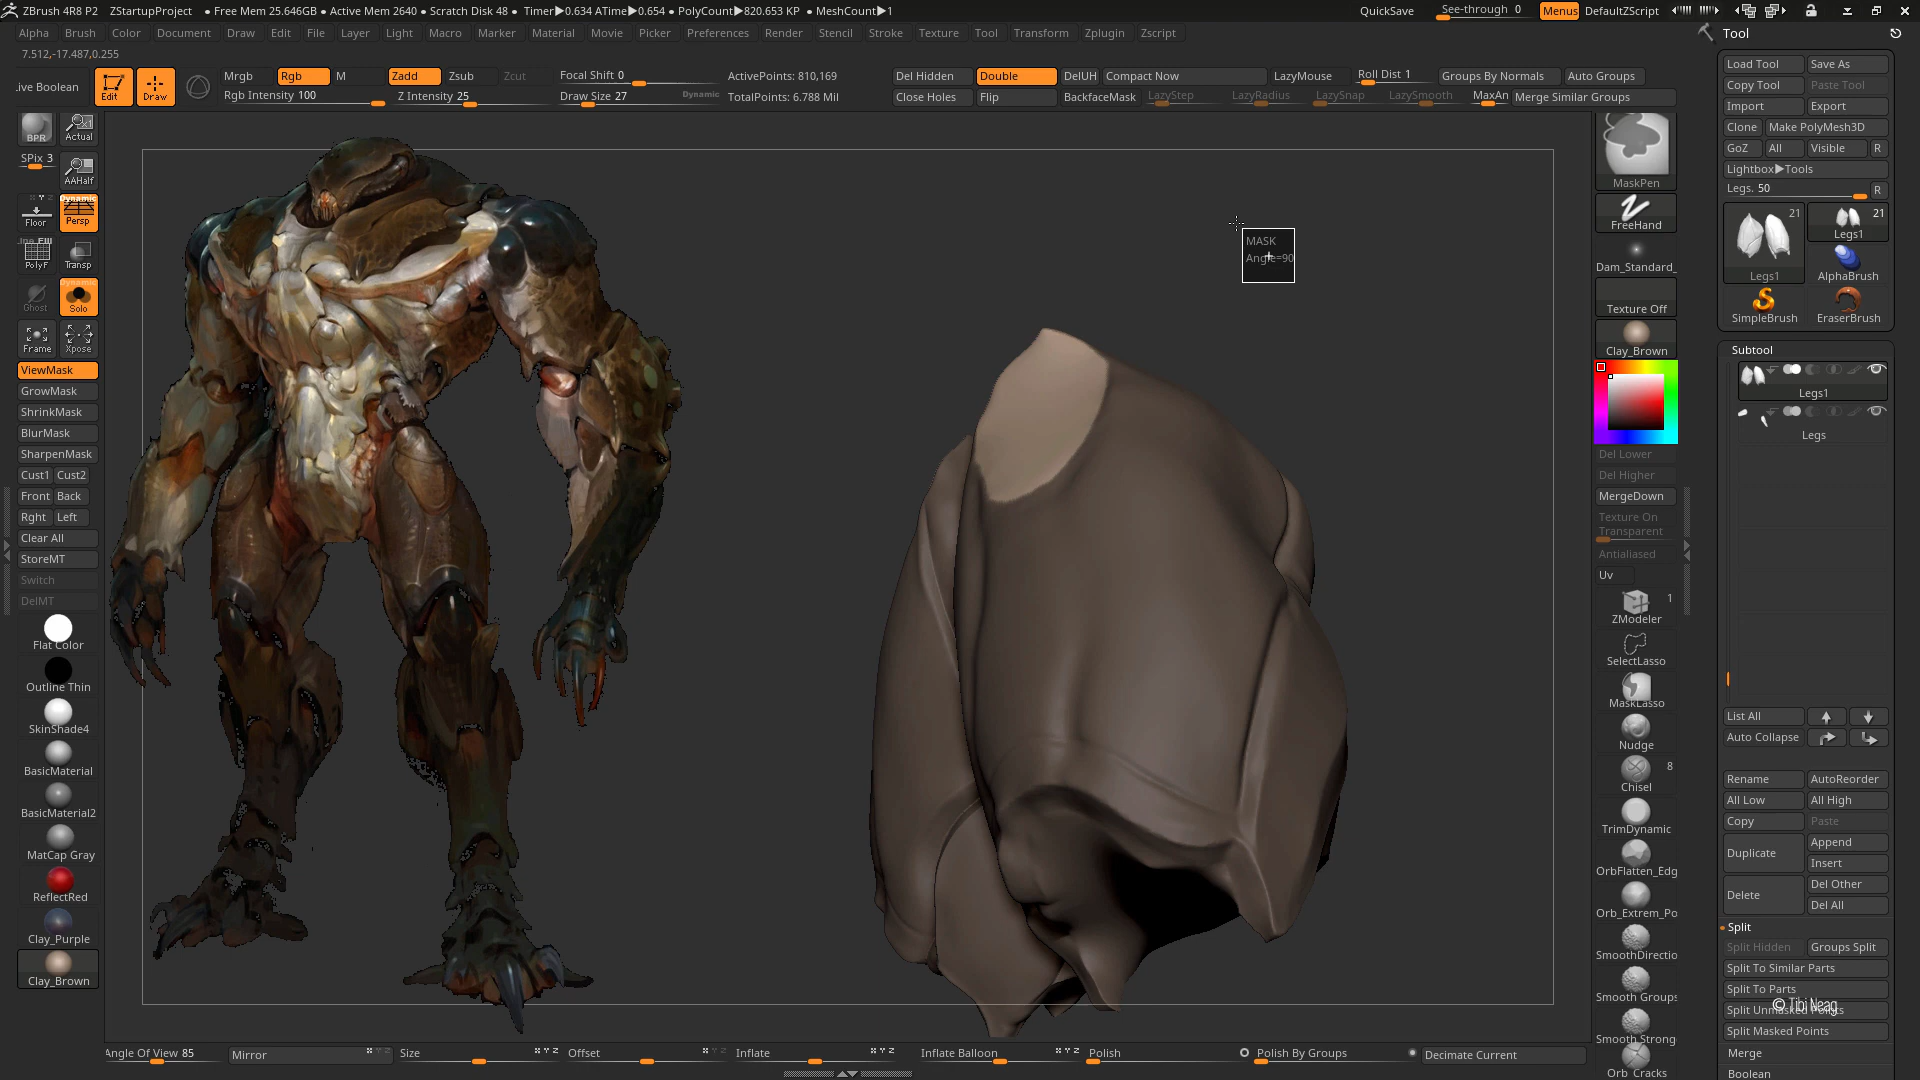 ZBrush 4R8 P2 ZStartupProject • Free Mem 25.646GB • Active Mem 2640 • Scratch Disk 48 • Timer▶0.634 ATime▶0.654 • PolyCount▶820.653 KP • MeshCount▶1 QuickSave See-through 0 Menus DefaultZScript
Alpha Brush Color Document Draw Edit File Layer Light Macro Marker Material Movie Picker Preferences Render Stencil Stroke Texture Tool Transform Zplugin Zscript
7.512,-17.487,0.255
.ive Boolean Edit Draw
Mrgb Rgb M Zadd Zsub Zcut
Rgb Intensity 100 Z Intensity 25
Focal Shift 0
Draw Size 27 Dynamic
ActivePoints: 810,169
TotalPoints: 6.788 Mil
Del Hidden Double DelUH Compact Now LazyMouse Roll Dist 1 Groups By Normals Auto Groups
Close Holes Flip BackfaceMask LazyStep LazyRadius LazySnap LazySmooth MaxAn Merge Similar Groups
BPR Actual
SPix 3 AAHalf
Floor Dynamic Persp
Line Fill PolyF Transp
Ghost Dynamic Solo
Frame Xpose
ViewMask
GrowMask
ShrinkMask
BlurMask
SharpenMask
Cust1 Cust2
Front Back
Rght Left
Clear All
StoreMT
Switch
DelMT
Flat Color
Outline Thin
SkinShade4
BasicMaterial
BasicMaterial2
MatCap Gray
ReflectRed
Clay_Purple
Clay_Brown
MASK
Angle=90
MaskPen
FreeHand
Dam_Standard_
Texture Off
Clay_Brown
Del Lower
Del Higher
MergeDown
Texture On
Transparent
Antialiased
Uv
1
ZModeler
SelectLasso
MaskLasso
Nudge
8
Chisel
TrimDynamic
OrbFlatten_Edg
Orb_Extrem_Po
SmoothDirectio
Smooth Groups
Smooth Strong
Orb_Cracks
Tool
Load Tool Save As
Copy Tool Paste Tool
Import Export
Clone Make PolyMesh3D
GoZ All Visible R
Lightbox▶Tools
Legs. 50 R
21 21
Legs1
Legs1 AlphaBrush
SimpleBrush EraserBrush
Subtool
Legs1
Legs
List All
Auto Collapse
Rename AutoReorder
All Low All High
Copy Paste
Duplicate Append
Insert
Delete Del Other
Del All
Split
Split Hidden Groups Split
Split To Similar Parts
Split To Parts
© Tibi Neag
Split Unmasked Points
Split Masked Points
Merge
Boolean
Angle Of View 85 Mirror Size Offset Inflate Inflate Balloon Polish Polish By Groups Decimate Current